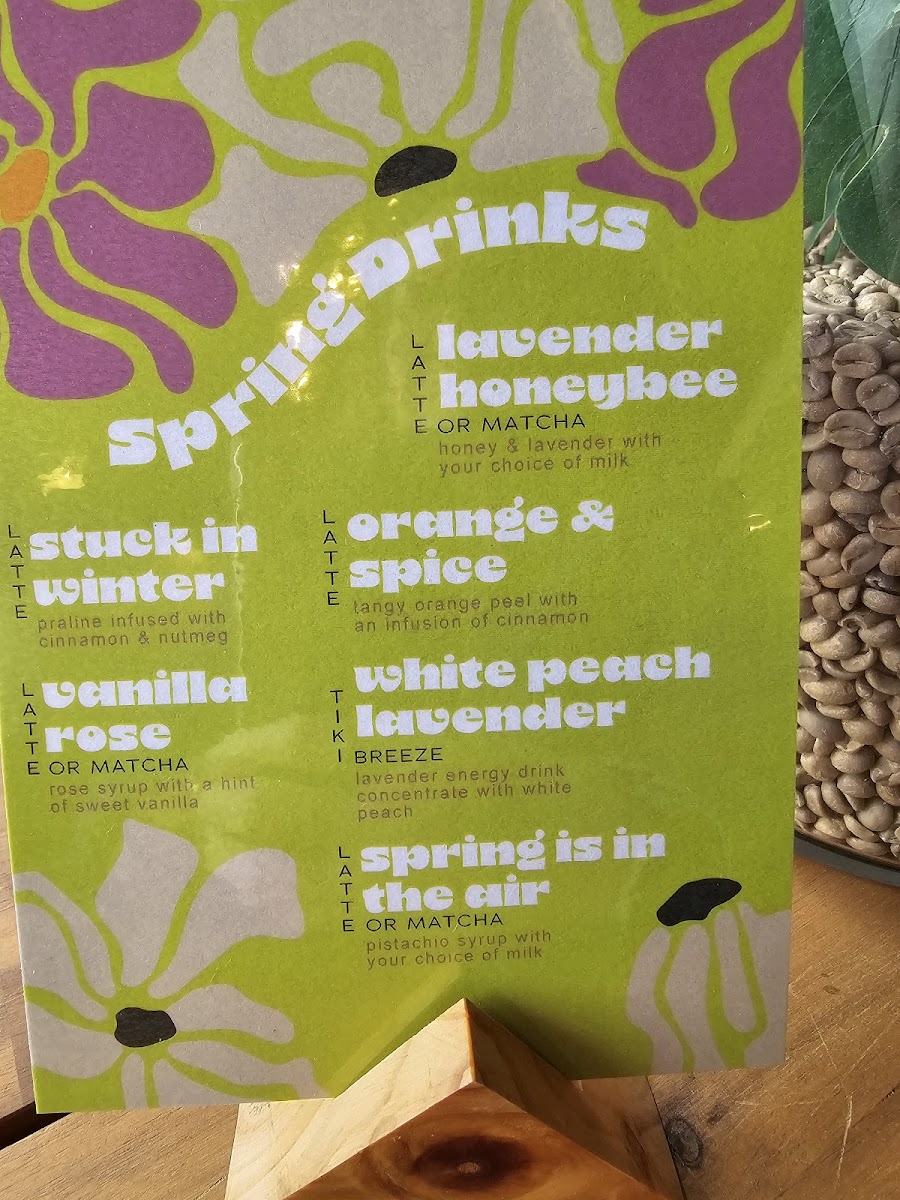 Spring Drinks
LATTE
lavender
honeybee
OR MATCHA
honey & lavender with
your choice of milk
LATTE
stuck in
winter
praline infused with
cinnamon & nutmeg
LATTE
orange &
spice
tangy orange peel with
an infusion of cinnamon
LATTE
vanilla
rose
OR MATCHA
rose syrup with a hint
of sweet vanilla
white peach
lavender
TIKI
BREEZE
lavender energy drink
concentrate with white
peach
LATTE
spring is in
the air
OR MATCHA
pistachio syrup with
your choice of milk